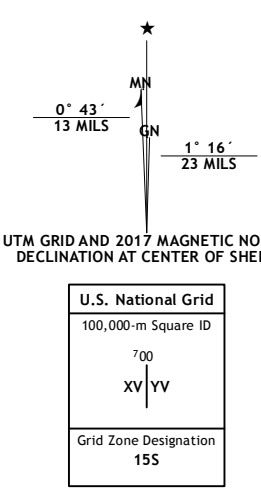 ★
MN
0° 43´
13 MILS
GN
1° 16´
23 MILS
UTM GRID AND 2017 MAGNETIC NO
DECLINATION AT CENTER OF SHE
U.S. National Grid
100,000-m Square ID
700
XV YV
Grid Zone Designation
15S